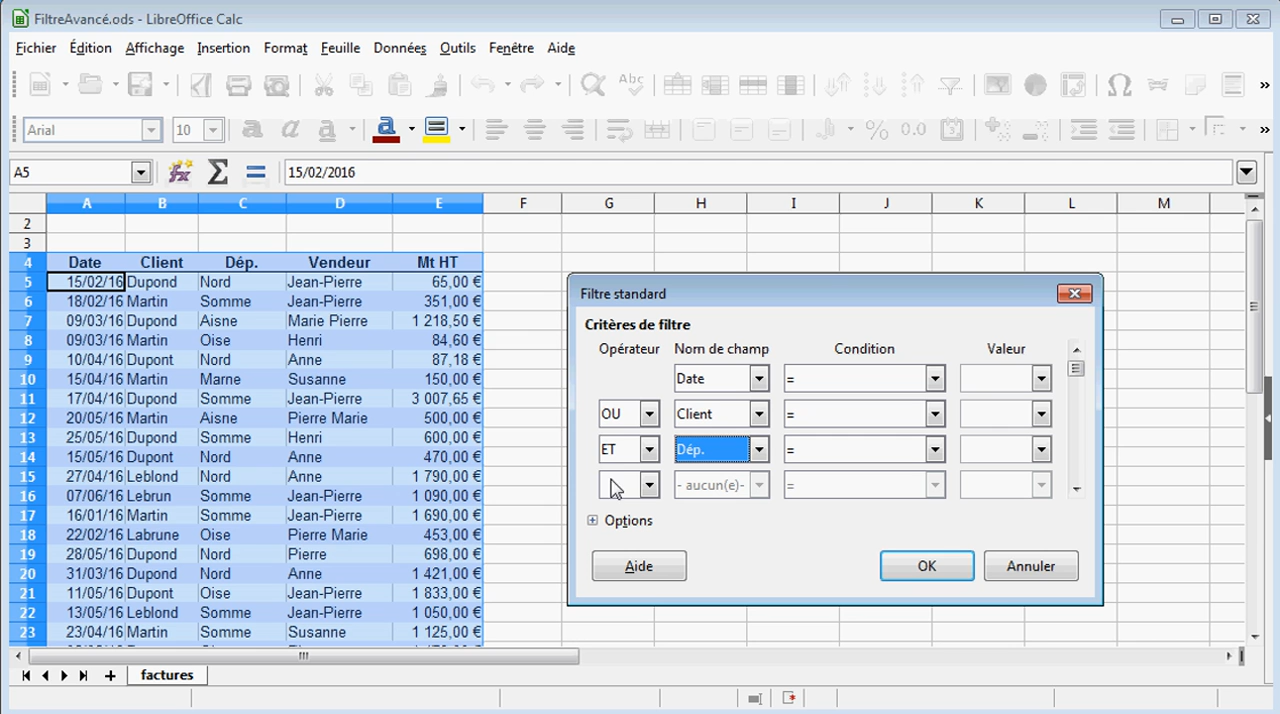 FiltreAvancé.ods - LibreOffice Calc
Fichier Édition Affichage Insertion Format Feuille Données Outils Fenêtre Aide
Arial 10
A5 15/02/2016
A B C D E F G H I J K L M
2
3
4 Date Client Dép. Vendeur Mt HT
5 15/02/16 Dupond Nord Jean-Pierre 65,00 €
6 18/02/16 Martin Somme Jean-Pierre 351,00 €
7 09/03/16 Dupond Aisne Marie Pierre 1 218,50 €
8 09/03/16 Martin Oise Henri 84,60 €
9 10/04/16 Dupont Nord Anne 87,18 €
10 15/04/16 Martin Marne Susanne 150,00 €
11 17/04/16 Dupond Somme Jean-Pierre 3 007,65 €
12 20/05/16 Martin Aisne Pierre Marie 500,00 €
13 25/05/16 Dupond Somme Henri 600,00 €
14 15/05/16 Dupont Nord Anne 470,00 €
15 27/04/16 Leblond Nord Anne 1 790,00 €
16 07/06/16 Lebrun Somme Jean-Pierre 1 090,00 €
17 16/01/16 Martin Somme Jean-Pierre 1 690,00 €
18 22/02/16 Labrune Oise Pierre Marie 453,00 €
19 28/05/16 Dupond Nord Pierre 698,00 €
20 31/03/16 Dupond Nord Anne 1 421,00 €
21 11/05/16 Dupont Oise Jean-Pierre 1 833,00 €
22 13/05/16 Leblond Somme Jean-Pierre 1 050,00 €
23 23/04/16 Martin Somme Susanne 1 125,00 €
factures
Filtre standard
Critères de filtre
Opérateur Nom de champ Condition Valeur
Date =
OU Client =
ET Dép. =
- aucun(e)- =
Options
Aide OK Annuler